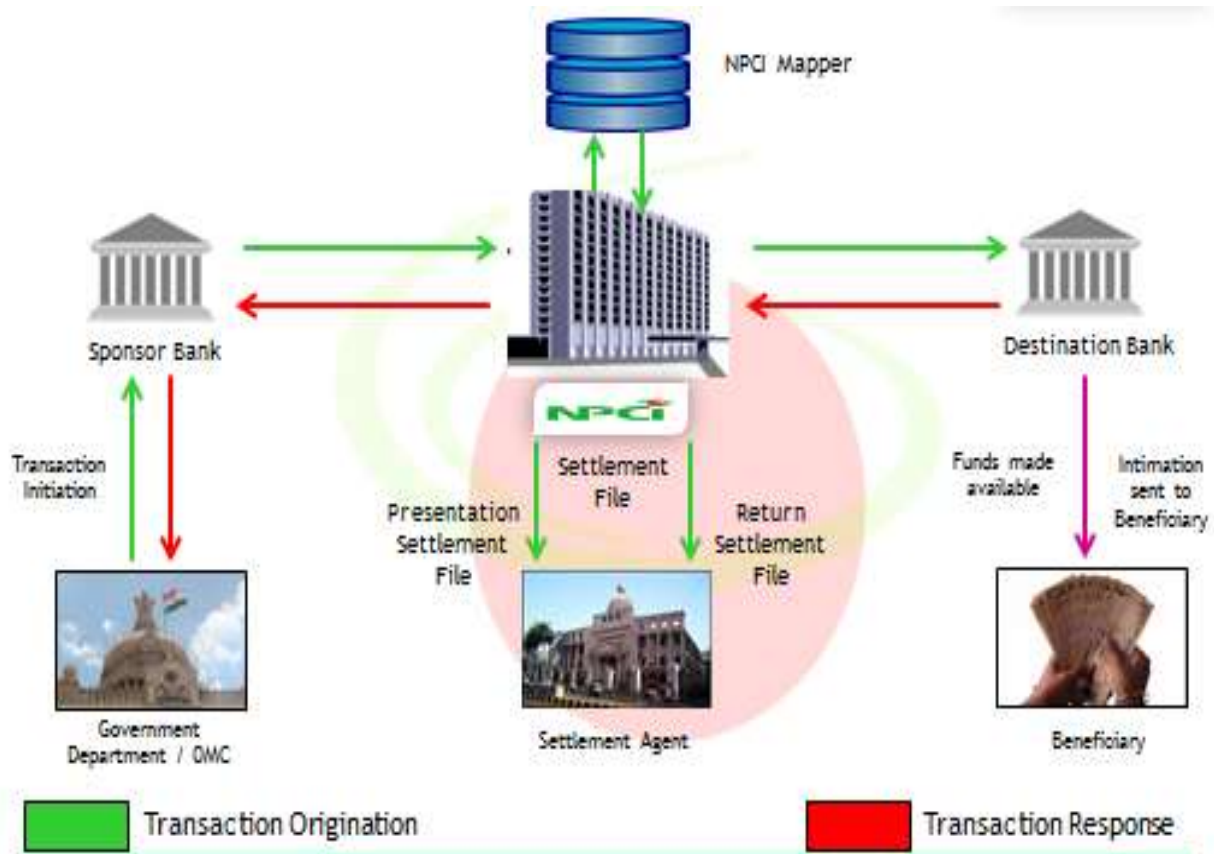 NPCI Mapper
Sponsor Bank
Destination Bank
NPCI
Transaction
Initiation
Settlement
File
Presentation
Settlement
File
Return
Settlement
File
Funds made
available
Intimation
sent to
Beneficiary
Government
Department / OMC
Settlement Agent
Beneficiary
Transaction Origination
Transaction Response